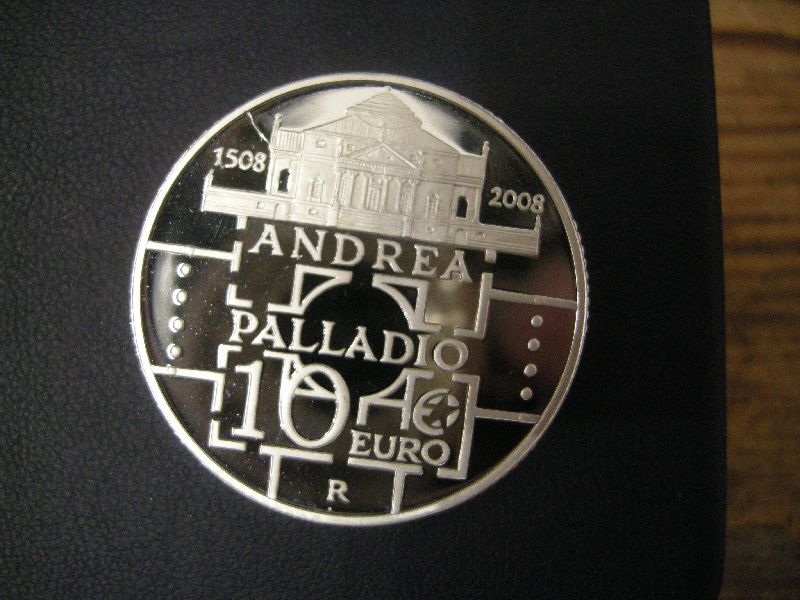 1508 2008
ANDREA
PALLADIO
10 €
EURO
R